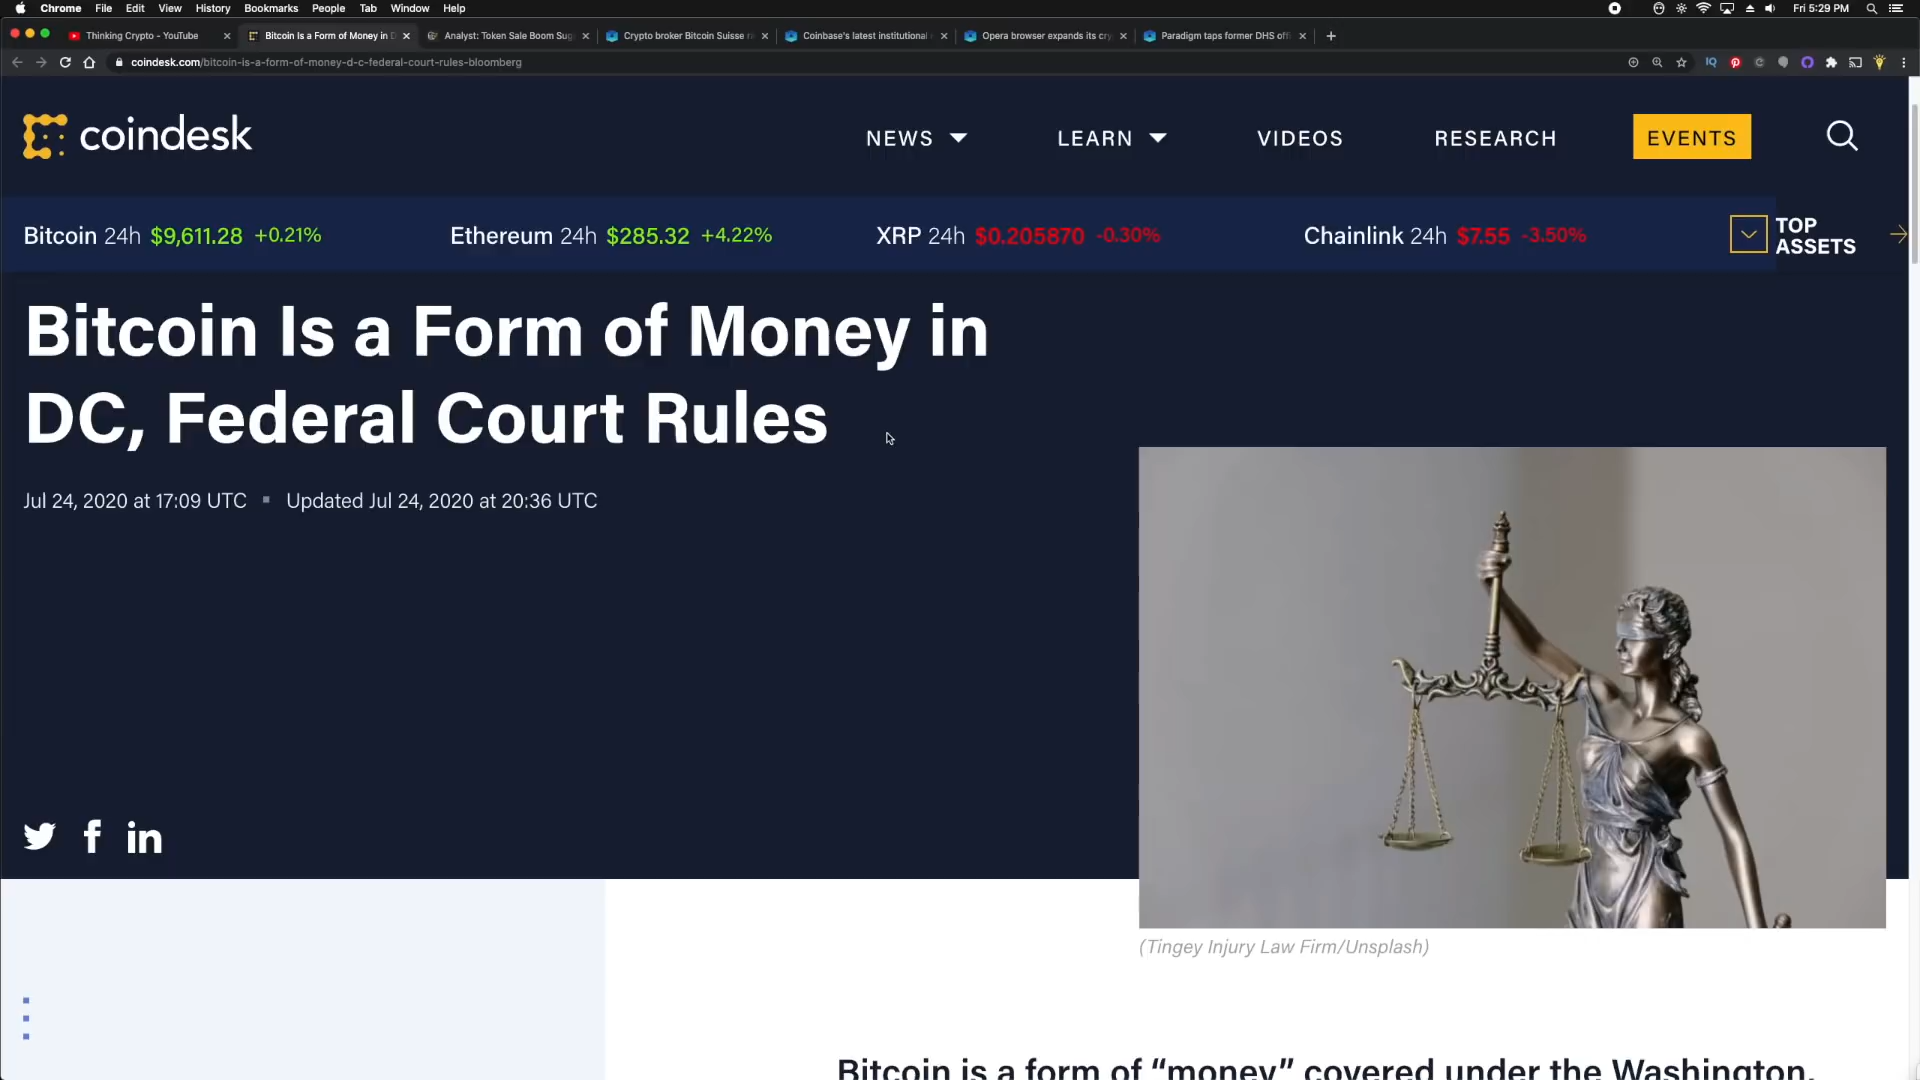 Chrome File Edit View History Bookmarks People Tab Window Help
Fri 5:29 PM
Thinking Crypto - YouTube
Bitcoin Is a Form of Money in D
Analyst: Token Sale Boom Sug
Crypto broker Bitcoin Suisse r
Coinbase's latest institutional
Opera browser expands its cry
Paradigm taps former DHS off
coindesk.com/bitcoin-is-a-form-of-money-d-c-federal-court-rules-bloomberg
IQ
coindesk
NEWS LEARN VIDEOS RESEARCH EVENTS
Bitcoin 24h $9,611.28 +0.21% Ethereum 24h $285.32 +4.22% XRP 24h $0.205870 -0.30% Chainlink 24h $7.55 -3.50%
TOP
ASSETS
Bitcoin Is a Form of Money in
DC, Federal Court Rules
Jul 24, 2020 at 17:09 UTC ▪ Updated Jul 24, 2020 at 20:36 UTC
f in
(Tingey Injury Law Firm/Unsplash)
Bitcoin is a form of “money” covered under the Washington,